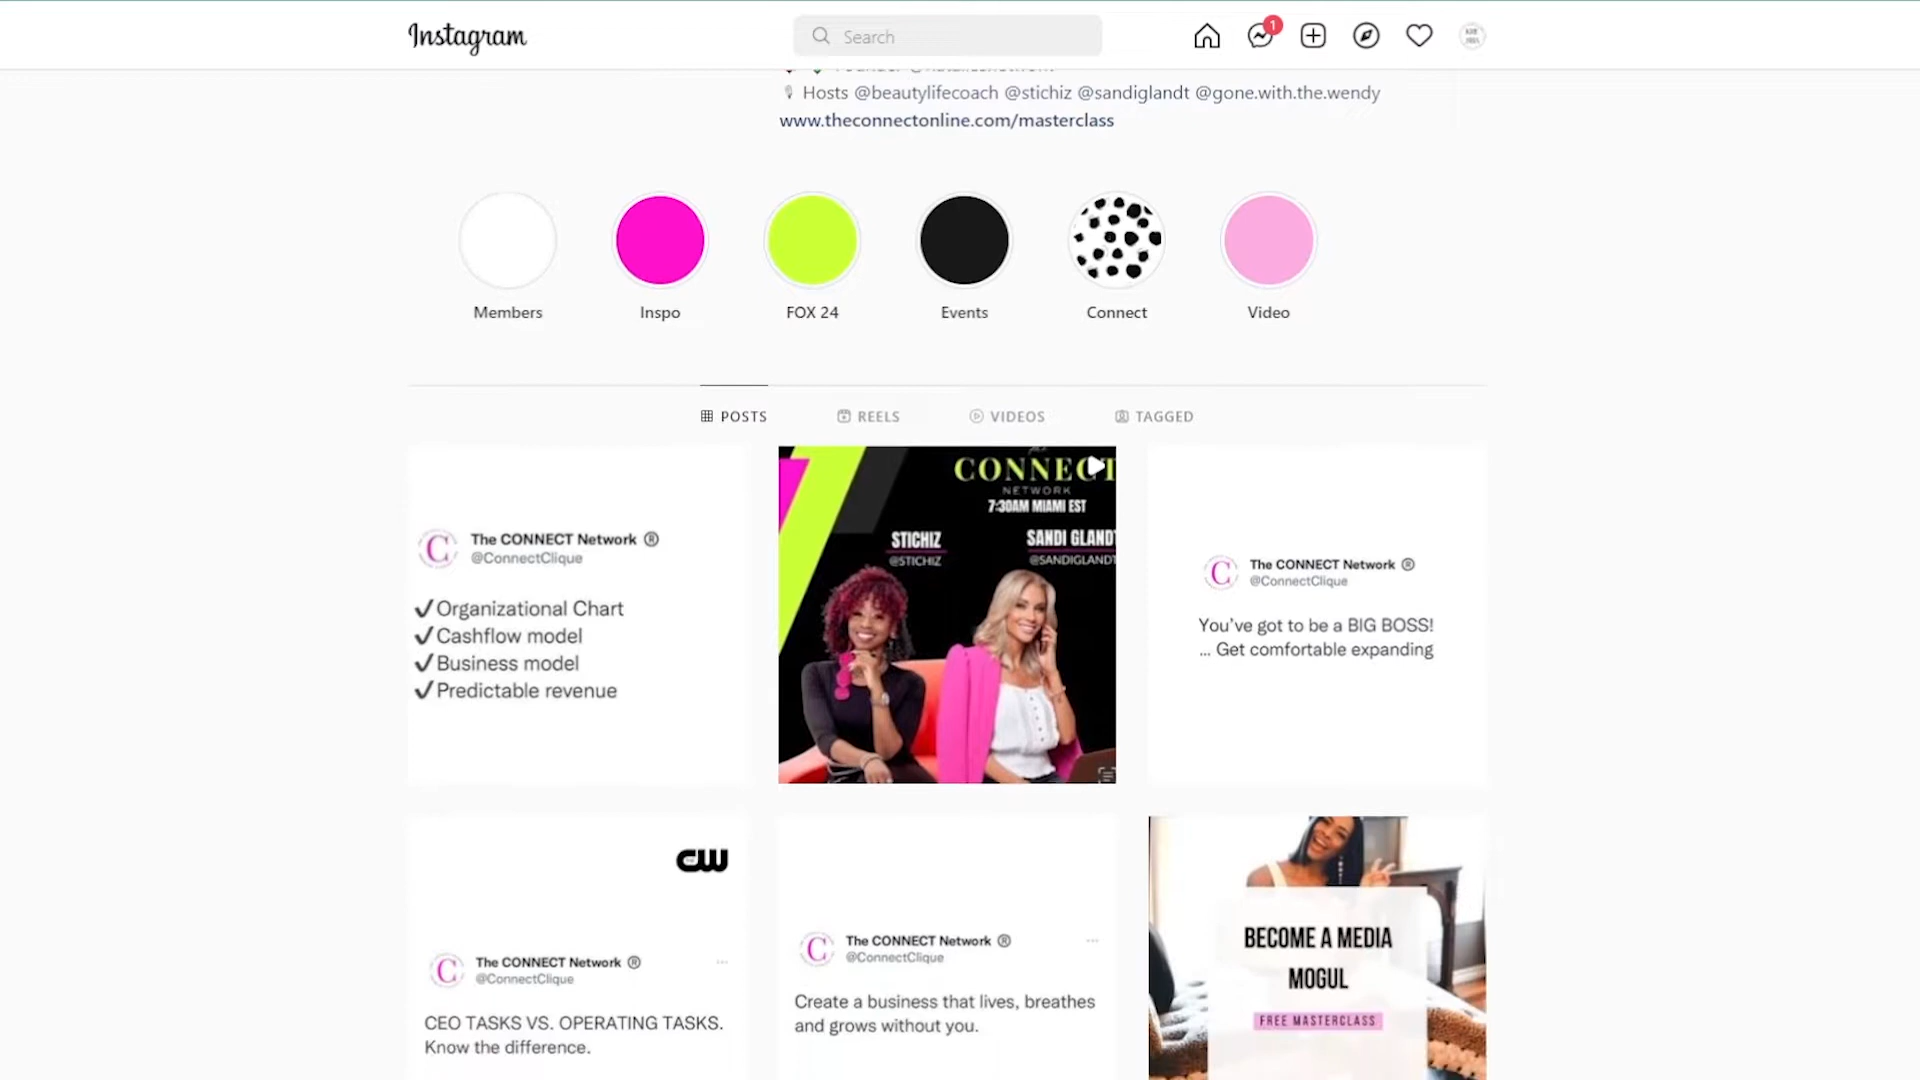 Instagram
Search
1
Hosts @beautylifecoach @stichiz @sandiglandt @gone.with.the.wendy
www.theconnectonline.com/masterclass
Members
Inspo
FOX 24
Events
Connect
Video
POSTS
REELS
VIDEOS
TAGGED
The CONNECT Network ®
@ConnectClique
✓Organizational Chart
✓Cashflow model
✓Business model
✓Predictable revenue
CONNECT
NETWORK
7:30AM MIAMI EST
STICHIZ
@STICHIZ
SANDI GLANDT
@SANDIGLANDT
The CONNECT Network ®
@ConnectClique
You've got to be a BIG BOSS!
... Get comfortable expanding
CW
The CONNECT Network ®
@ConnectClique
...
CEO TASKS VS. OPERATING TASKS.
Know the difference.
The CONNECT Network ®
@ConnectClique
...
Create a business that lives, breathes
and grows without you.
BECOME A MEDIA
MOGUL
FREE MASTERCLASS